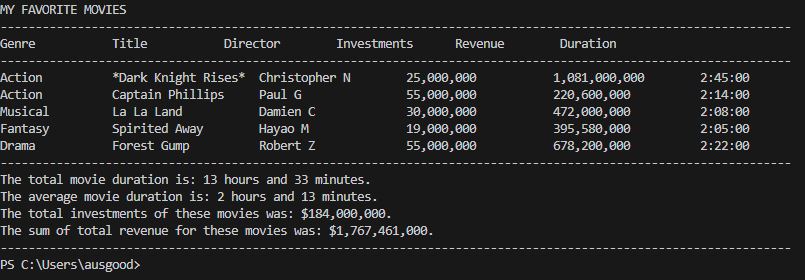 MY FAVORITE MOVIES
--------------------------------------------------------------------------------------------------------
Genre Title Director Investments Revenue Duration
--------------------------------------------------------------------------------------------------------
Action *Dark Knight Rises* Christopher N 25,000,000 1,081,000,000 2:45:00
Action Captain Phillips Paul G 55,000,000 220,600,000 2:14:00
Musical La La Land Damien C 30,000,000 472,000,000 2:08:00
Fantasy Spirited Away Hayao M 19,000,000 395,580,000 2:05:00
Drama Forest Gump Robert Z 55,000,000 678,200,000 2:22:00
--------------------------------------------------------------------------------------------------------
The total movie duration is: 13 hours and 33 minutes.
The average movie duration is: 2 hours and 13 minutes.
The total investments of these movies was: $184,000,000.
The sum of total revenue for these movies was: $1,767,461,000.
--------------------------------------------------------------------------------------------------------
PS C:\Users\ausgood>